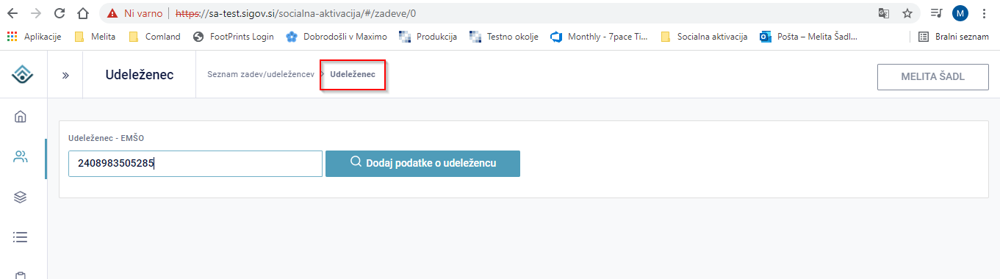 Ni varno | https://sa-test.sigov.si/socialna-aktivacija/#/zadeve/0 M
Aplikacije Melita Comland FootPrints Login Dobrodošli v Maximo Produkcija Testno okolje Monthly - 7pace Ti... Socialna aktivacija Pošta – Melita Šadl... Bralni seznam
» Udeleženec Seznam zadev/udeležencev > Udeleženec MELITA ŠADL
Udeleženec - EMŠO
2408983505285 Dodaj podatke o udeležencu